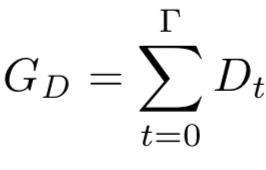 $G_D = \sum_{t=0}^{\Gamma} D_t$